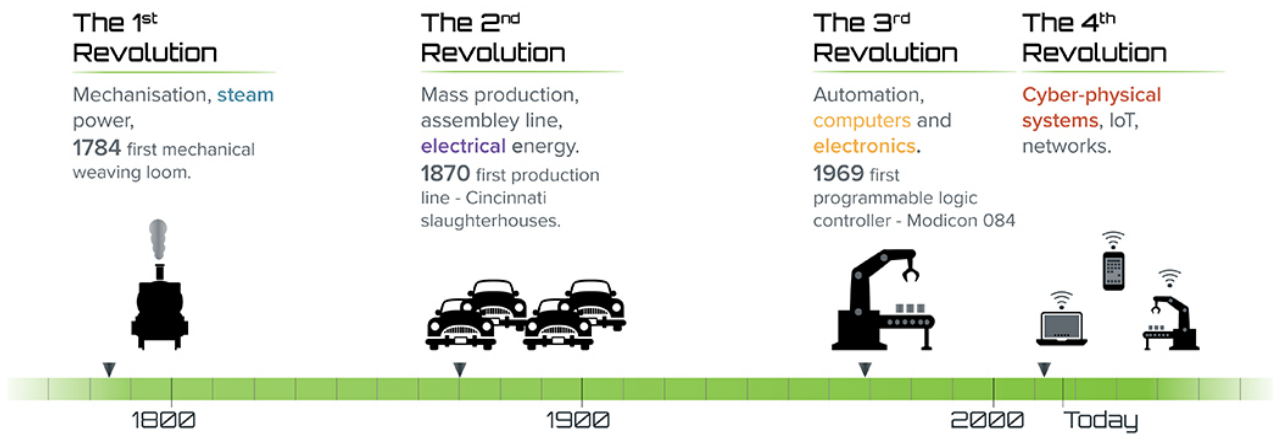 The 1st
Revolution
Mechanisation, steam
power,
1784 first mechanical
weaving loom.
The 2nd
Revolution
Mass production,
assembley line,
electrical energy.
1870 first production
line - Cincinnati
slaughterhouses.
The 3rd
Revolution
Automation,
computers and
electronics.
1969 first
programmable logic
controller - Modicon 084
The 4th
Revolution
Cyber-physical
systems, IoT,
networks.
1800
1900
2000
Today